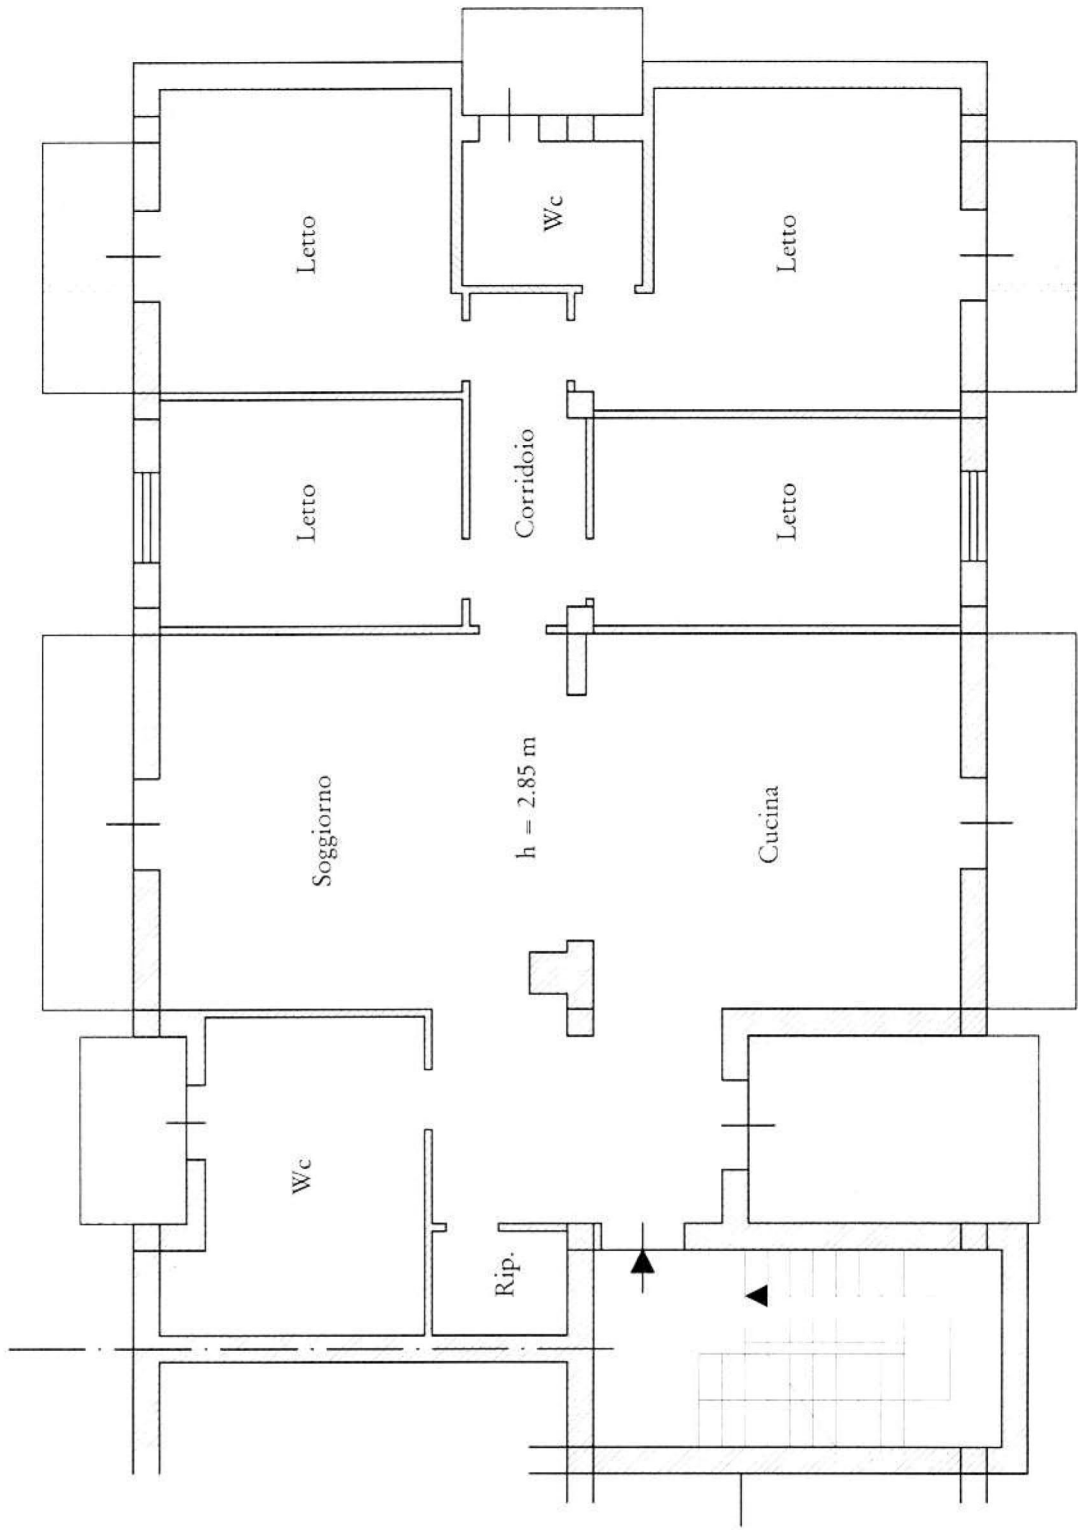 Letto
Wc
Letto
Letto
Corridoio
Letto
Soggiorno
h = 2.85 m
Cucina
Wc
Rip.